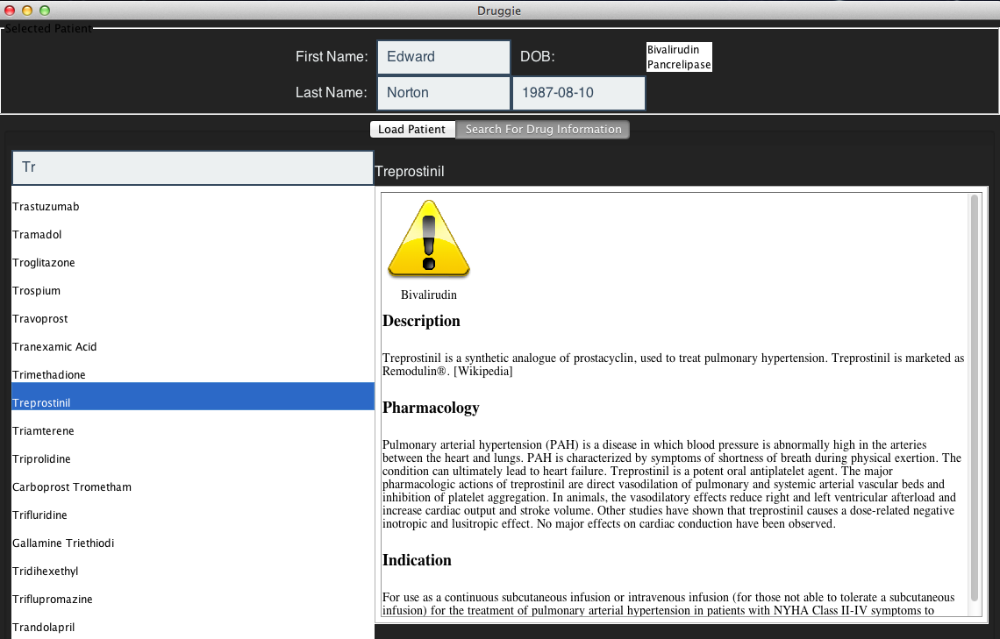 Druggie
Selected Patient
First Name: Edward DOB: Bivalirudin
Pancrelipase
Last Name: Norton 1987-08-10
Load Patient Search For Drug Information
Tr
Treprostinil
Trastuzumab
Tramadol
Troglitazone
Trospium
Travoprost
Tranexamic Acid
Trimethadione
Treprostinil
Triamterene
Triprolidine
Carboprost Trometham
Trifluridine
Gallamine Triethiodi
Tridihexethyl
Triflupromazine
Trandolapril
Bivalirudin
Description
Treprostinil is a synthetic analogue of prostacyclin, used to treat pulmonary hypertension. Treprostinil is marketed as
Remodulin®. [Wikipedia]
Pharmacology
Pulmonary arterial hypertension (PAH) is a disease in which blood pressure is abnormally high in the arteries
between the heart and lungs. PAH is characterized by symptoms of shortness of breath during physical exertion. The
condition can ultimately lead to heart failure. Treprostinil is a potent oral antiplatelet agent. The major
pharmacologic actions of treprostinil are direct vasodilation of pulmonary and systemic arterial vascular beds and
inhibition of platelet aggregation. In animals, the vasodilatory effects reduce right and left ventricular afterload and
increase cardiac output and stroke volume. Other studies have shown that treprostinil causes a dose-related negative
inotropic and lusitropic effect. No major effects on cardiac conduction have been observed.
Indication
For use as a continuous subcutaneous infusion or intravenous infusion (for those not able to tolerate a subcutaneous
infusion) for the treatment of pulmonary arterial hypertension in patients with NYHA Class II-IV symptoms to